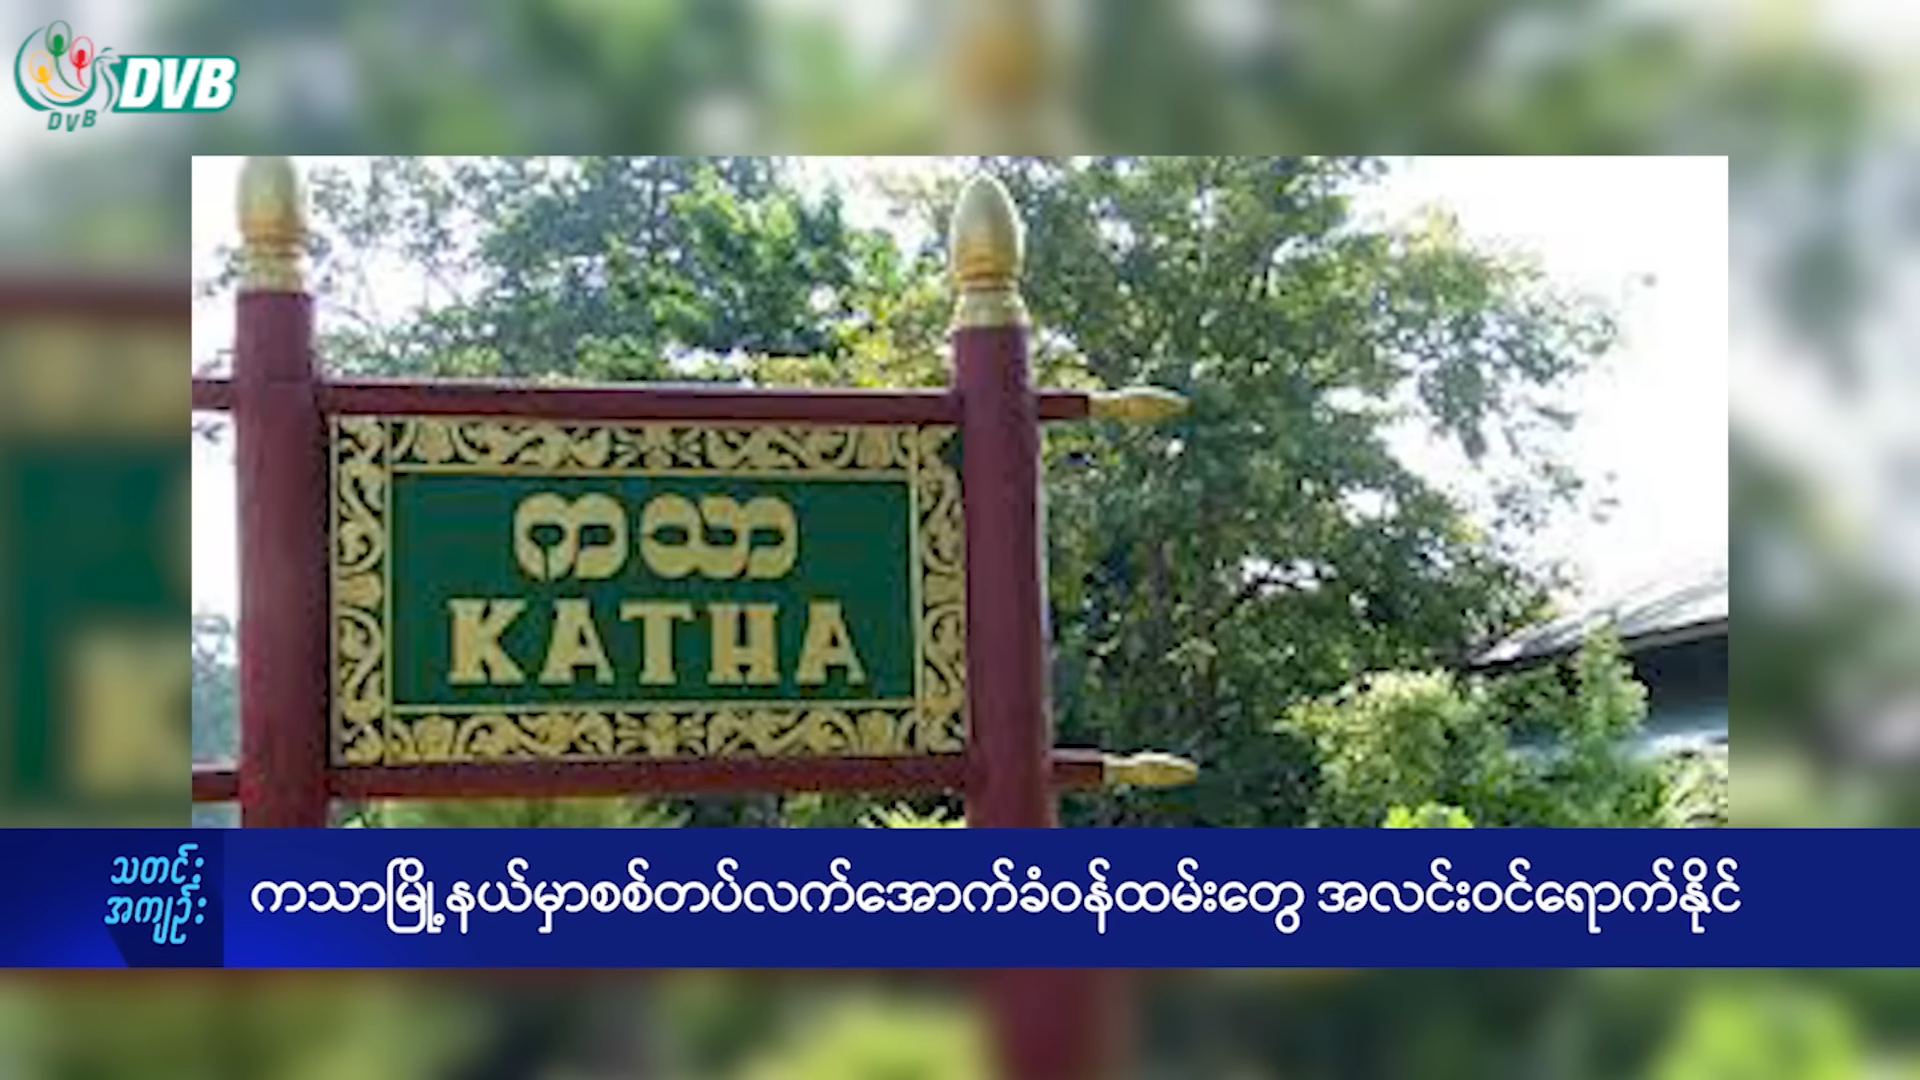 DVB
DVB
ကသာ
KATHA
သတင်း
အကျဉ်း
ကသာမြို့နယ်မှာစစ်တပ်လက်အောက်ခံဝန်ထမ်းတွေ အလင်းဝင်ရောက်နိုင်